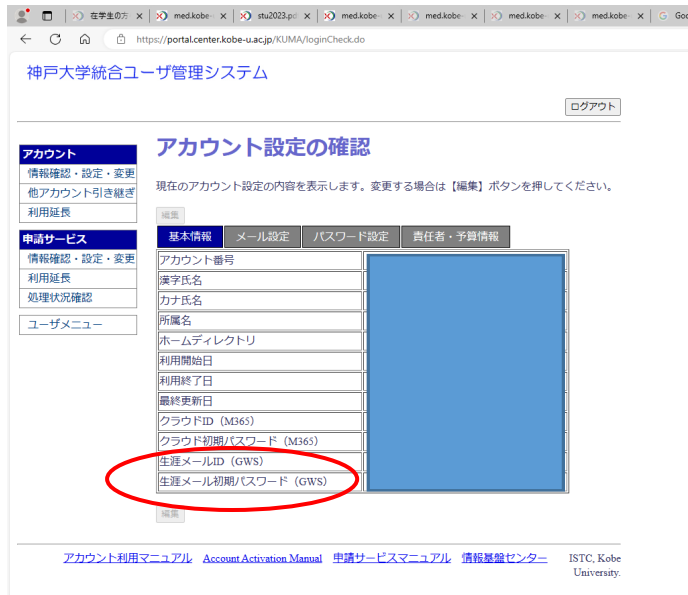 在学生の方
med.kobe-
stu2023.pd
med.kobe-
med.kobe-
med.kobe-
med.kobe-
Goo
https://portal.center.kobe-u.ac.jp/KUMA/loginCheck.do
神戸大学統合ユーザ管理システム
ログアウト
アカウント
情報確認・設定・変更
他アカウント引き継ぎ
利用延長
申請サービス
情報確認・設定・変更
利用延長
処理状況確認
ユーザメニュー
アカウント設定の確認
現在のアカウント設定の内容を表示します。変更する場合は【編集】ボタンを押してください。
編集
基本情報 メール設定 パスワード設定 責任者・予算情報
アカウント番号
漢字氏名
カナ氏名
所属名
ホームディレクトリ
利用開始日
利用終了日
最終更新日
クラウドID（M365）
クラウド初期パスワード（M365）
生涯メールID（GWS）
生涯メール初期パスワード（GWS）
編集
アカウント利用マニュアル Account Activation Manual 申請サービスマニュアル 情報基盤センター ISTC, Kobe
University.